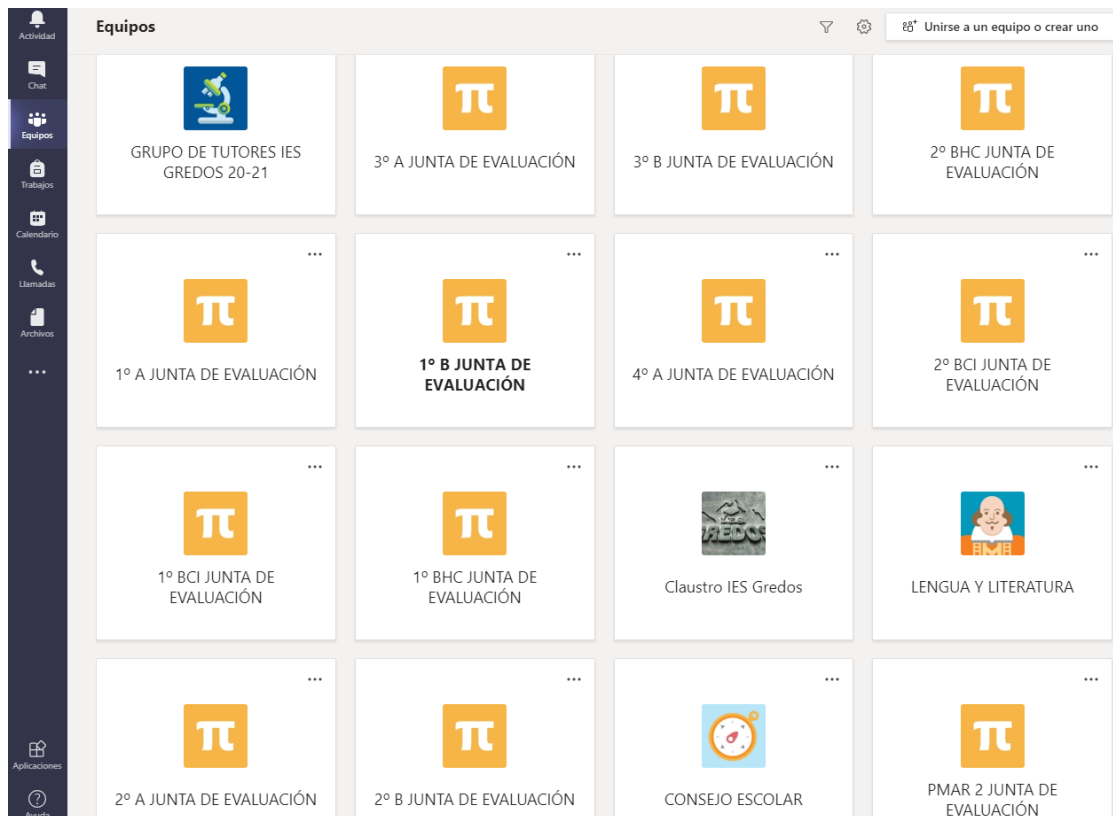 Actividad
Chat
Equipos
Trabajos
Calendario
Llamadas
Archivos
Aplicaciones
Ayuda
Equipos
Unirse a un equipo o crear uno
GRUPO DE TUTORES IES
GREDOS 20-21
3º A JUNTA DE EVALUACIÓN
3º B JUNTA DE EVALUACIÓN
2º BHC JUNTA DE
EVALUACIÓN
1º A JUNTA DE EVALUACIÓN
1º B JUNTA DE
EVALUACIÓN
4º A JUNTA DE EVALUACIÓN
2º BCI JUNTA DE
EVALUACIÓN
1º BCI JUNTA DE
EVALUACIÓN
1º BHC JUNTA DE
EVALUACIÓN
Claustro IES Gredos
LENGUA Y LITERATURA
2º A JUNTA DE EVALUACIÓN
2º B JUNTA DE EVALUACIÓN
CONSEJO ESCOLAR
PMAR 2 JUNTA DE
EVALUACIÓN